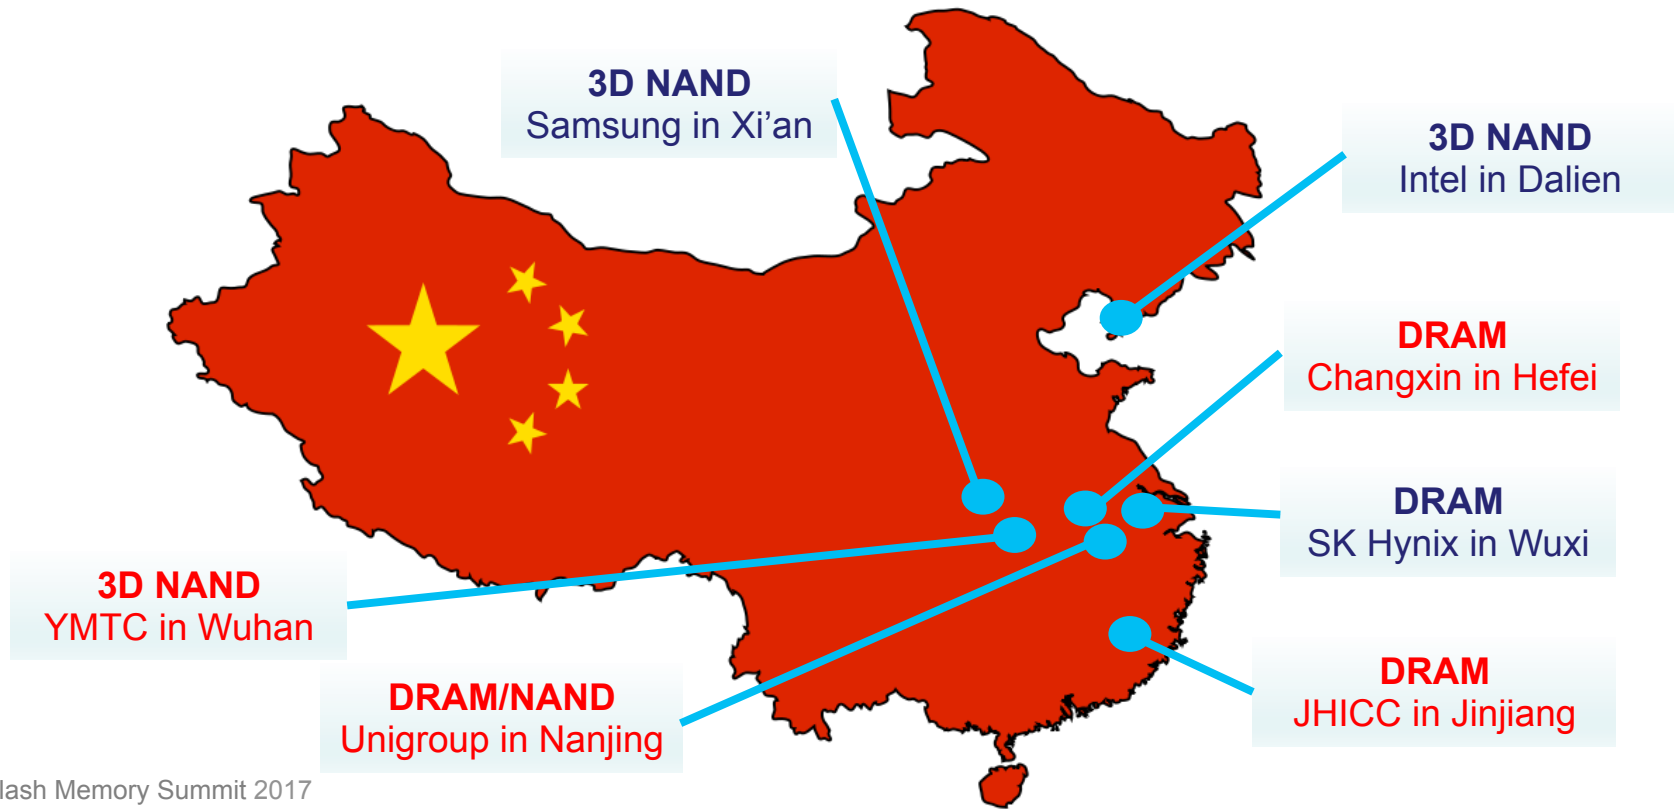 3D NAND
Samsung in Xi’an
3D NAND
Intel in Dalien
DRAM
Changxin in Hefei
DRAM
SK Hynix in Wuxi
3D NAND
YMTC in Wuhan
DRAM/NAND
Unigroup in Nanjing
DRAM
JHICC in Jinjiang
lash Memory Summit 2017